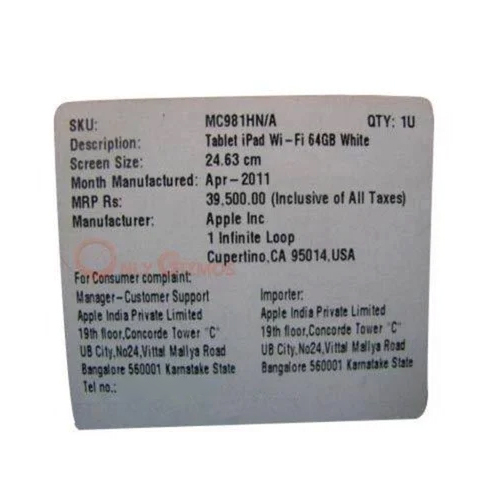 SKU: MC981HN/A QTY: 1U
Description: Tablet iPad Wi-Fi 64GB White
Screen Size: 24.63 cm
Month Manufactured: Apr-2011
MRP Rs: 39,500.00 (Inclusive of All Taxes)
Manufacturer: Apple Inc
1 Infinite Loop
Cupertino,CA 95014,USA
ONLY GIZMOS
For Consumer complaint:
Manager-Customer Support
Apple India Private Limited
19th floor,Concorde Tower "C"
UB City,No24,Vittal Mallya Road
Bangalore 560001 Karnatake State
Tel no.:
Importer:
Apple India Private Limited
19th floor,Concorde Tower "C"
UB City,No24,Vittal Mallya Road
Bangalore 560001 Karnatake State